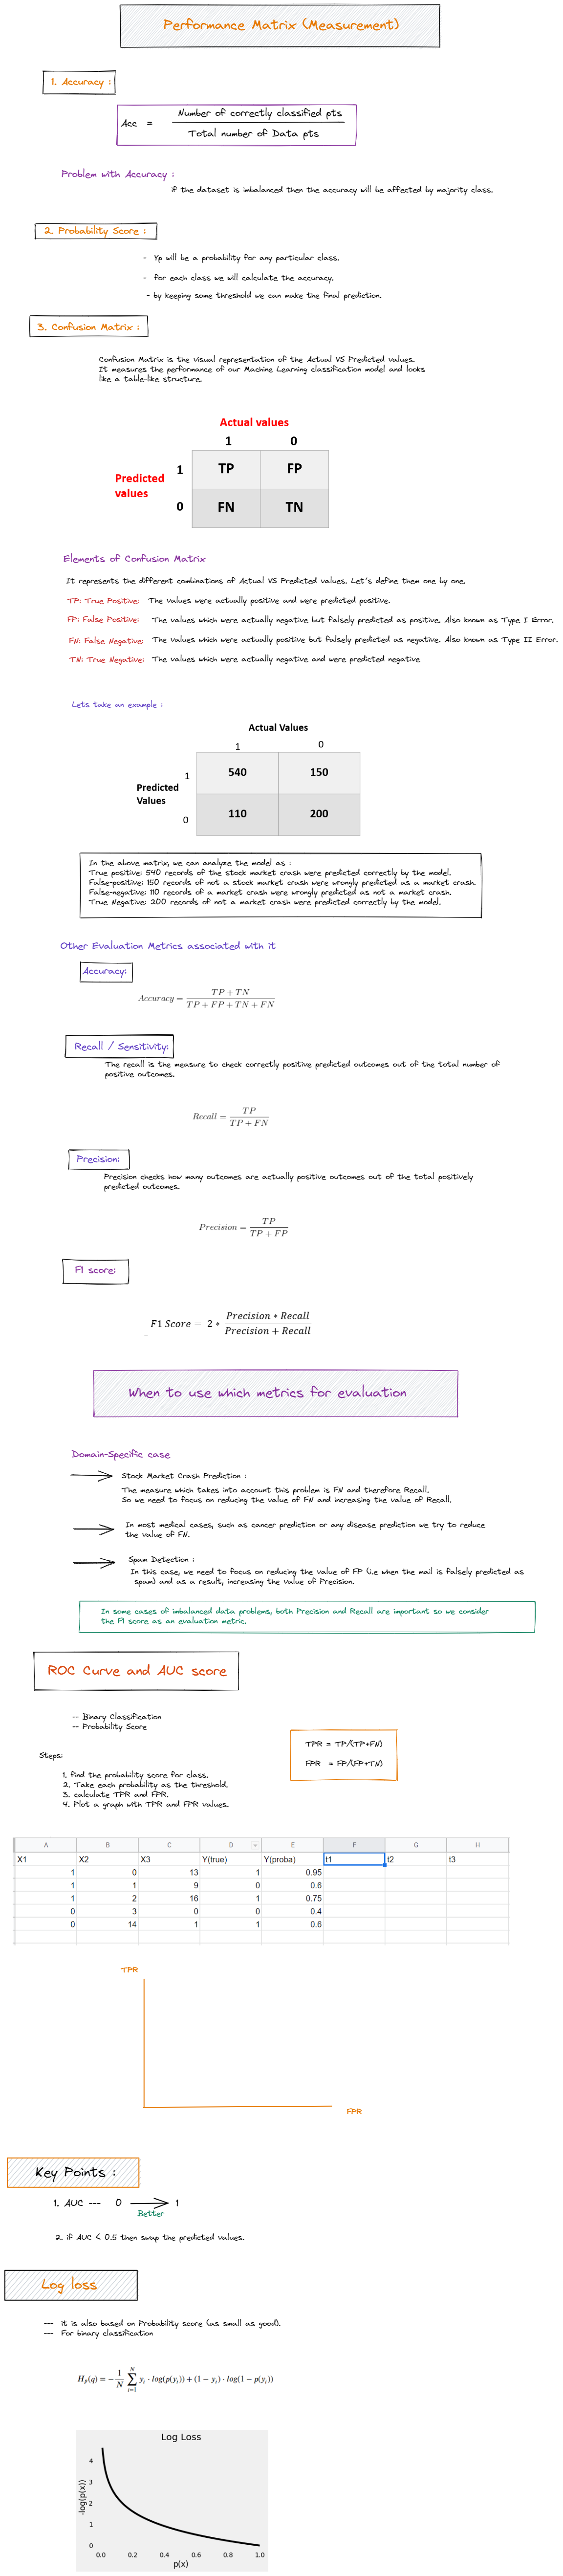 Performance Matrix (Measurement)
1. Accuracy :
Acc = Number of correctly classified pts
Total number of Data pts
Problem with Accuracy :
if the dataset is imbalanced then the accuracy will be affected by majority class.
2. Probability Score :
- Yp will be a probability for any particular class.
- for each class we will calculate the accuracy.
- by keeping some threshold we can make the final prediction.
3. Confusion Matrix :
Confusion Matrix is the visual representation of the Actual VS Predicted values.
It measures the performance of our Machine Learning classification model and looks
like a table-like structure.
Actual values
1 0
Predicted values
1 TP FP
0 FN TN
Elements of Confusion Matrix
It represents the different combinations of Actual VS Predicted values. Let's define them one by one.
TP: True Positive: The values were actually positive and were predicted positive.
FP: False Positive: The values which were actually negative but falsely predicted as positive. Also known as Type I Error.
FN: False Negative: The values which were actually positive but falsely predicted as negative. Also known as Type II Error.
TN: True Negative: The values which were actually negative and were predicted negative
Lets take an example :
Actual Values
1 0
Predicted
Values
1 540 150
0 110 200
In the above matrix, we can analyze the model as :
True positive: 540 records of the stock market crash were predicted correctly by the model.
False-positive: 150 records of not a stock market crash were wrongly predicted as a market crash.
False-negative: 110 records of a market crash were wrongly predicted as not a market crash.
True Negative: 200 records of not a market crash were predicted correctly by the model.
Other Evaluation Metrics associated with it
Accuracy:
Accuracy = TP + TN
TP + FP + TN + FN
Recall / Sensitivity:
The recall is the measure to check correctly positive predicted outcomes out of the total number of
positive outcomes.
Recall = TP
TP + FN
Precision:
Precision checks how many outcomes are actually positive outcomes out of the total positively
predicted outcomes.
Precision = TP
TP + FP
F1 score:
F1 Score = 2 * Precision * Recall
Precision + Recall
When to use which metrics for evaluation
Domain-Specific case
Stock Market Crash Prediction :
The measure which takes into account this problem is FN and therefore Recall.
So we need to focus on reducing the value of FN and increasing the value of Recall.
In most medical cases, such as cancer prediction or any disease prediction we try to reduce
the value of FN.
Spam Detection :
In this case, we need to focus on reducing the value of FP (i.e when the mail is falsely predicted as
spam) and as a result, increasing the value of Precision.
In some cases of imbalanced data problems, both Precision and Recall are important so we consider
the F1 score as an evaluation metric.
ROC Curve and AUC score
-- Binary Classification
-- Probability Score
TPR = TP/(TP+FN)
FPR = FP/(FP+TN)
Steps:
1. find the probability score for class.
2. Take each probability as the threshold.
3. calculate TPR and FPR.
4. Plot a graph with TPR and FPR values.
A B C D E F G H
X1 X2 X3 Y(true) Y(proba) t1 t2 t3
1 0 13 1 0.95
1 1 9 0 0.6
1 2 16 1 0.75
0 3 0 0 0.4
0 14 1 1 0.6
TPR
FPR
Key Points :
1. AUC --- 0 1
Better
2. if AUC < 0.5 then swap the predicted values.
Log loss
--- it is also based on Probability score (as small as good).
--- For binary classification
Hp(q) = − 1/N ∑ i=1 N yi · log(p(yi)) + (1 − yi) · log(1 − p(yi))
Log Loss
-log(p(x))
4
3
2
1
0
0.0 0.2 0.4 0.6 0.8 1.0
p(x)